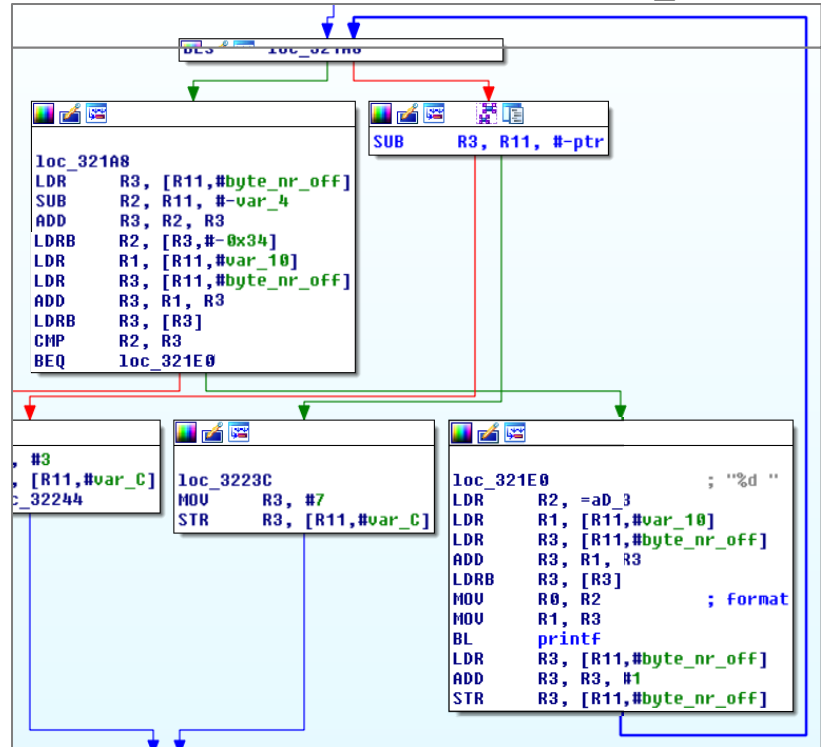 loc_321A8
LDR R3, [R11,#byte_nr_off]
SUB R2, R11, #-var_4
ADD R3, R2, R3
LDRB R2, [R3,#-0x34]
LDR R1, [R11,#var_10]
LDR R3, [R11,#byte_nr_off]
ADD R3, R1, R3
LDRB R3, [R3]
CMP R2, R3
BEQ loc_321E0
SUB R3, R11, #-ptr
, #3
, [R11,#var_C]
c_32244
loc_3223C
MOV R3, #7
STR R3, [R11,#var_C]
loc_321E0 ; "%d "
LDR R2, =aD_3
LDR R1, [R11,#var_10]
LDR R3, [R11,#byte_nr_off]
ADD R3, R1, R3
LDRB R3, [R3]
MOV R0, R2 ; format
MOV R1, R3
BL printf
LDR R3, [R11,#byte_nr_off]
ADD R3, R3, #1
STR R3, [R11,#byte_nr_off]